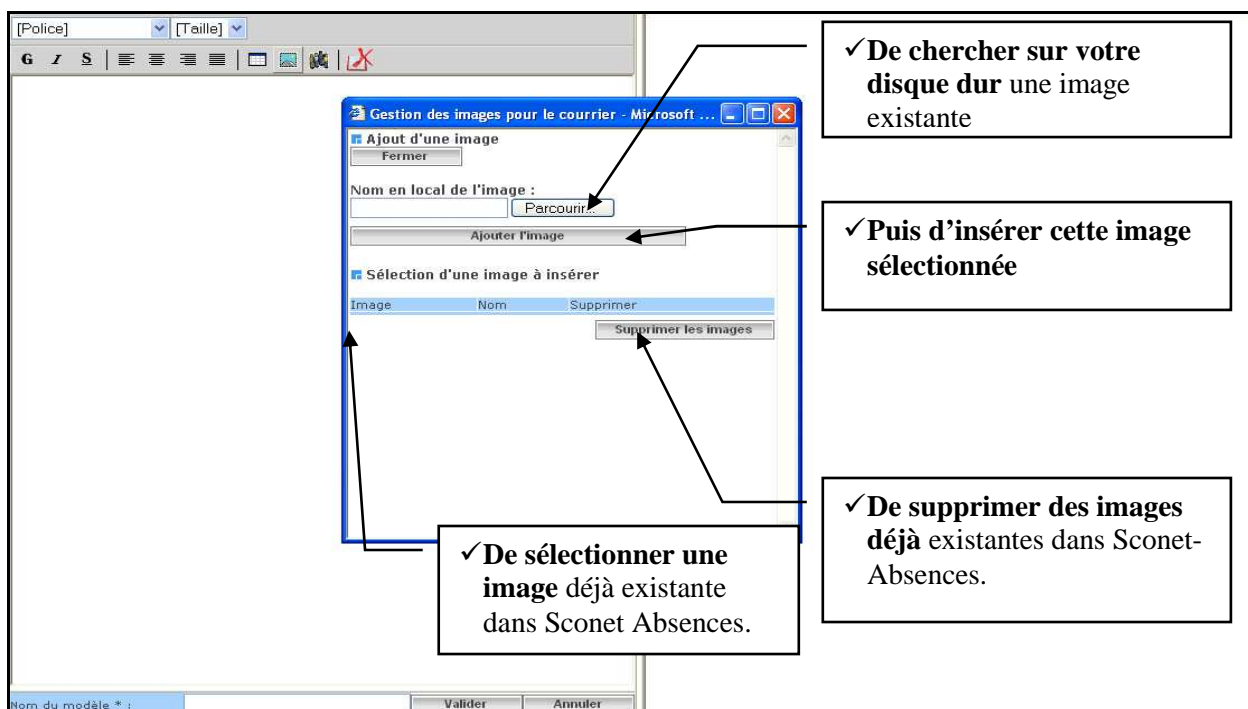 [Police] [Taille]
G I S
Gestion des images pour le courrier - Microsoft ...
Ajout d'une image
Fermer
Nom en local de l'image :
Parcourir...
Ajouter l'image
Sélection d'une image à insérer
Image Nom Supprimer
Supprimer les images
✓De chercher sur votre
disque dur une image
existante
✓Puis d’insérer cette image
sélectionnée
✓De supprimer des images
déjà existantes dans Sconet-
Absences.
✓De sélectionner une
image déjà existante
dans Sconet Absences.
Nom du modèle * : Valider Annuler